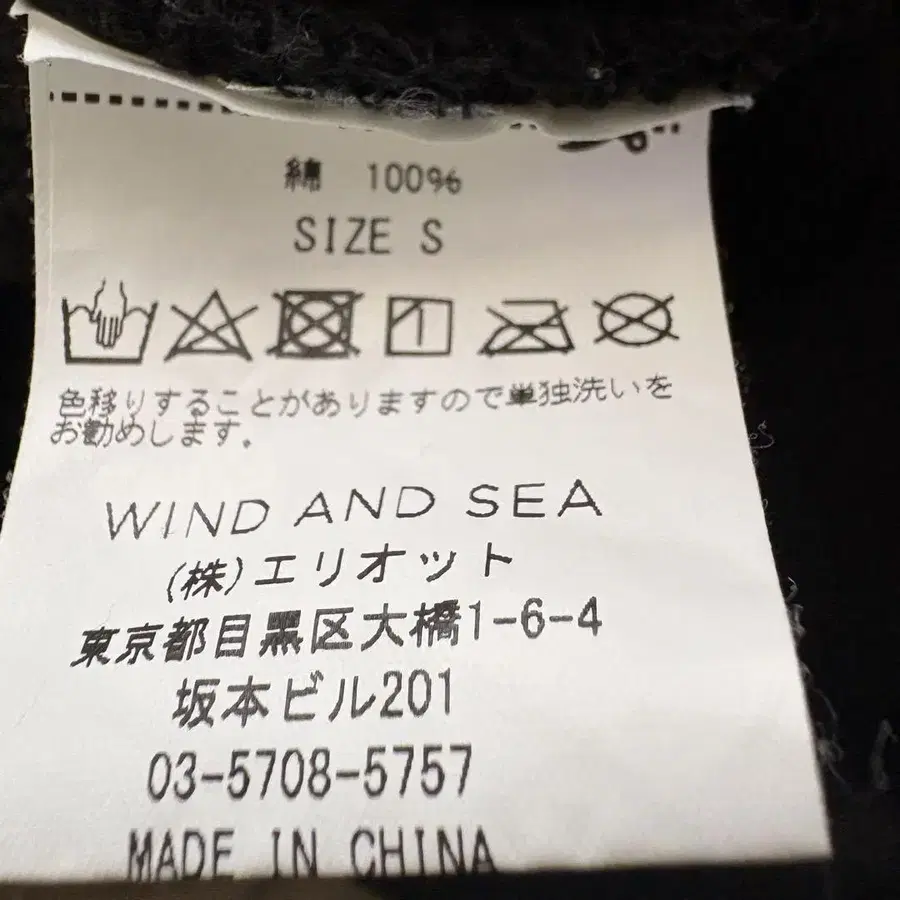 綿 100%
SIZE S
色移りすることがありますので単独洗いを
お勧めします。
WIND AND SEA
(株)エリオット
東京都目黒区大橋1-6-4
坂本ビル201
03-5708-5757
MADE IN CHINA